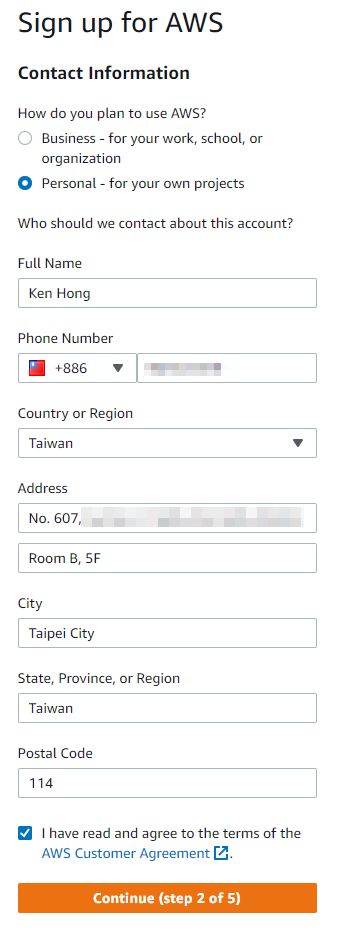 Sign up for AWS
Contact Information
How do you plan to use AWS?
Business - for your work, school, or
organization
Personal - for your own projects
Who should we contact about this account?
Full Name
Ken Hong
Phone Number
+886
Country or Region
Taiwan
Address
No. 607,
Room B, 5F
City
Taipei City
State, Province, or Region
Taiwan
Postal Code
114
I have read and agree to the terms of the
AWS Customer Agreement.
Continue (step 2 of 5)